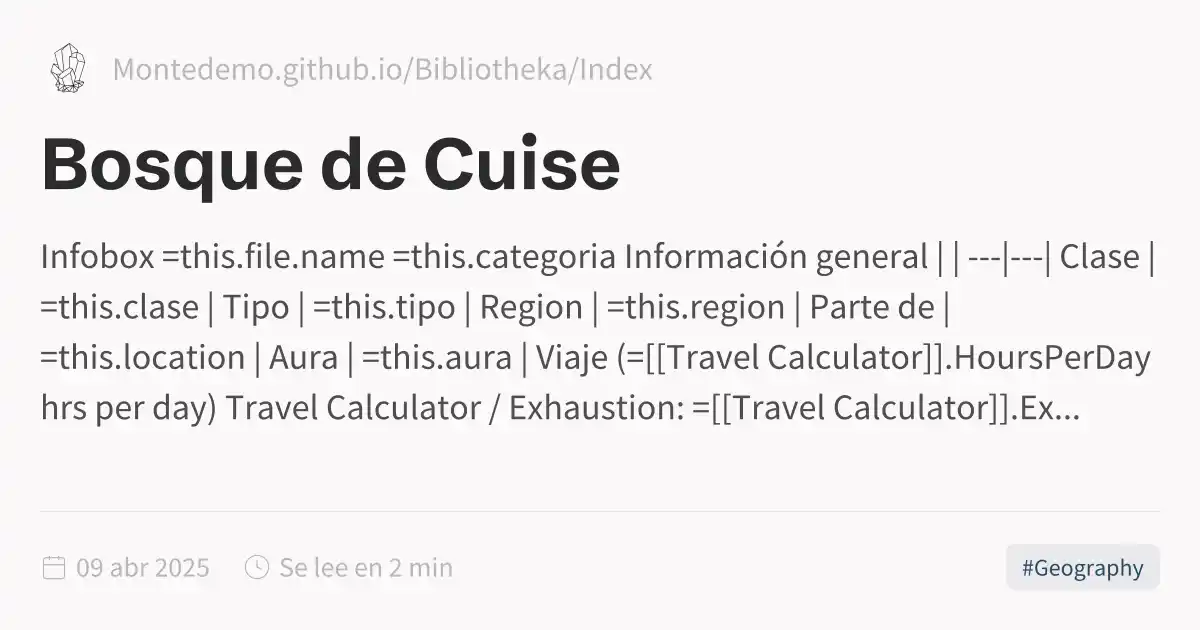 Montedemo.github.io/Bibliotheka/Index
Bosque de Cuise
Infobox =this.file.name =this.categoria Información general | | ---|---| Clase |
=this.clase | Tipo | =this.tipo | Region | =this.region | Parte de |
=this.location | Aura | =this.aura | Viaje (=[[Travel Calculator]].HoursPerDay
hrs per day) Travel Calculator / Exhaustion: =[[Travel Calculator]].Ex...
09 abr 2025
Se lee en 2 min
#Geography